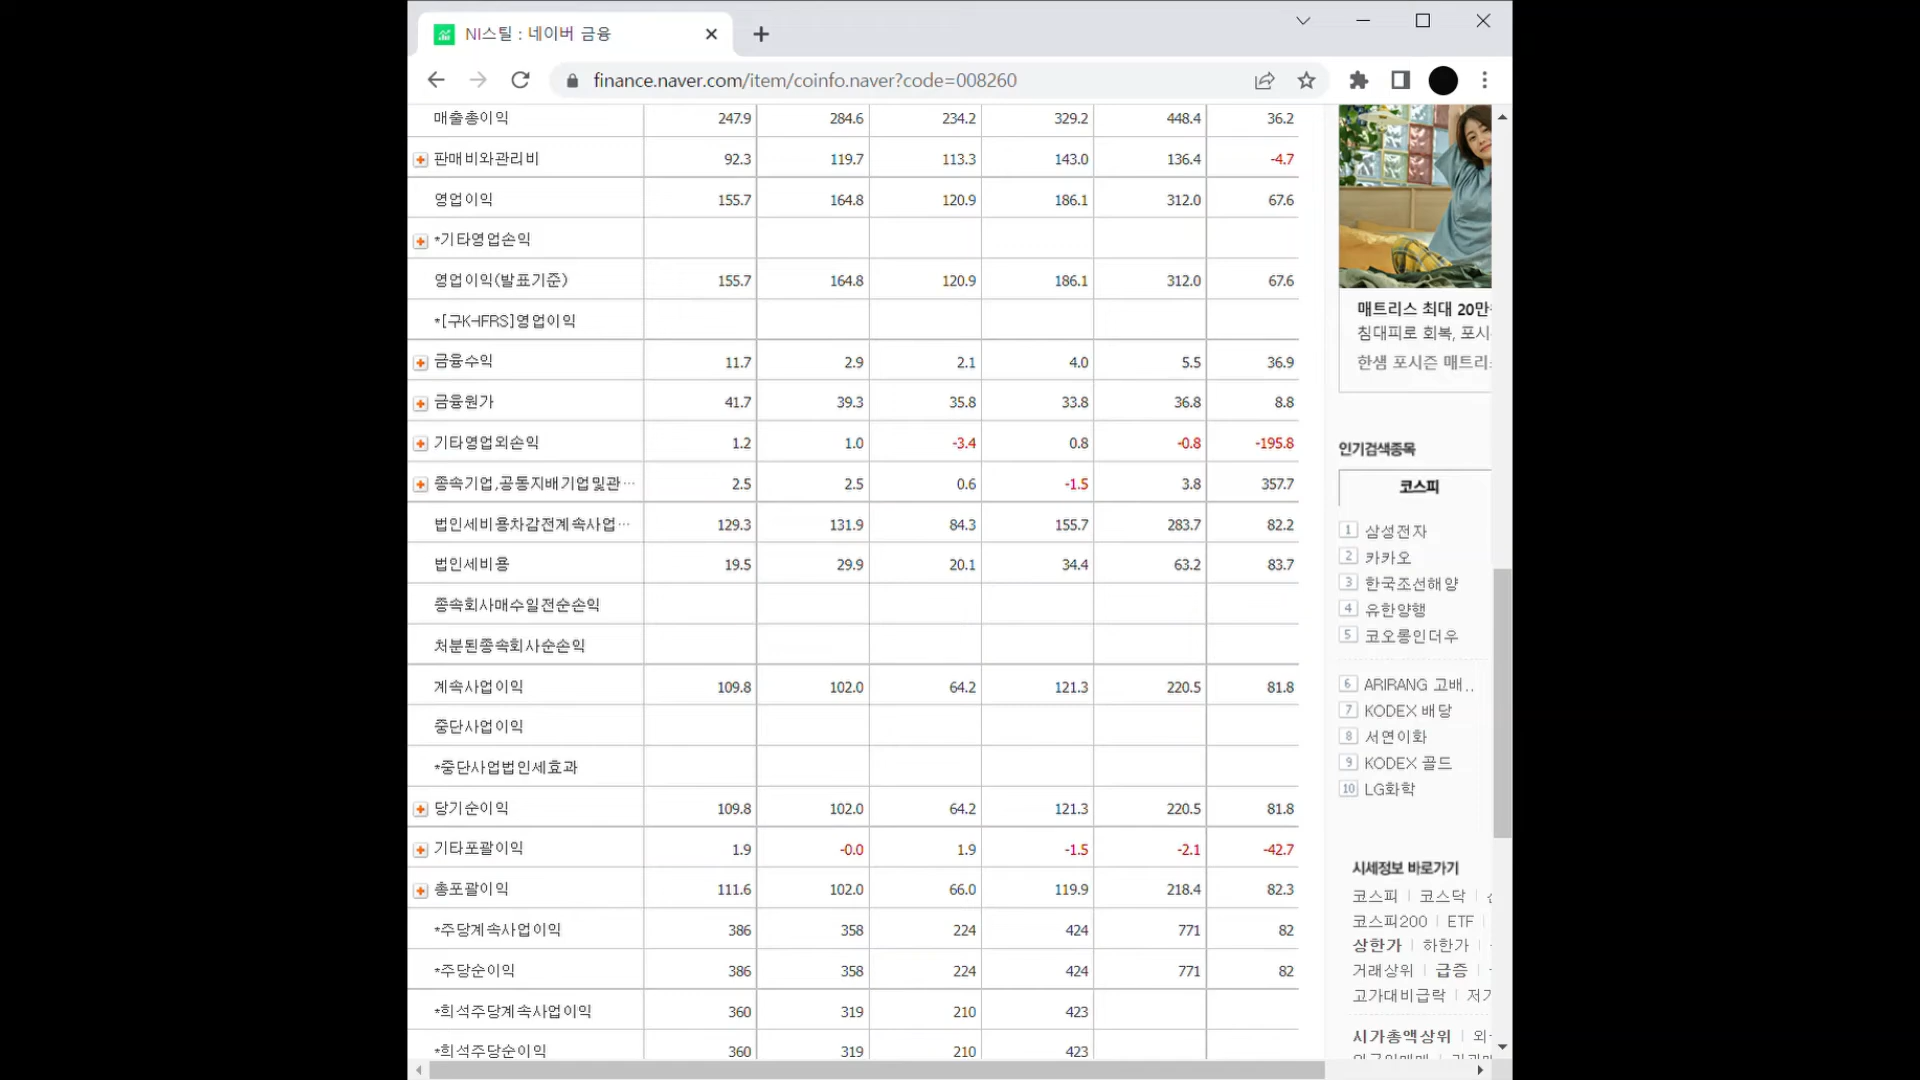 NI스틸 : 네이버 금융
finance.naver.com/item/coinfo.naver?code=008260
매출총이익 247.9 284.6 234.2 329.2 448.4 36.2
판매비와관리비 92.3 119.7 113.3 143.0 136.4 -4.7
영업이익 155.7 164.8 120.9 186.1 312.0 67.6
*기타영업손익
영업이익(발표기준) 155.7 164.8 120.9 186.1 312.0 67.6
*[구K-IFRS]영업이익
금융수익 11.7 2.9 2.1 4.0 5.5 36.9
금융원가 41.7 39.3 35.8 33.8 36.8 8.8
기타영업외손익 1.2 1.0 -3.4 0.8 -0.8 -195.8
종속기업,공동지배기업및관… 2.5 2.5 0.6 -1.5 3.8 357.7
법인세비용차감전계속사업… 129.3 131.9 84.3 155.7 283.7 82.2
법인세비용 19.5 29.9 20.1 34.4 63.2 83.7
종속회사매수일전순손익
처분된종속회사순손익
계속사업이익 109.8 102.0 64.2 121.3 220.5 81.8
중단사업이익
*중단사업법인세효과
당기순이익 109.8 102.0 64.2 121.3 220.5 81.8
기타포괄이익 1.9 -0.0 1.9 -1.5 -2.1 -42.7
총포괄이익 111.6 102.0 66.0 119.9 218.4 82.3
*주당계속사업이익 386 358 224 424 771 82
*주당순이익 386 358 224 424 771 82
*희석주당계속사업이익 360 319 210 423
*희석주당순이익 360 319 210 423
매트리스 최대 20만
침대피로 회복, 포시
한샘 포시즌 매트리
인기검색종목
코스피
1 삼성전자
2 카카오
3 한국조선해양
4 유한양행
5 코오롱인더우
6 ARIRANG 고배..
7 KODEX 배당
8 서연이화
9 KODEX 골드
10 LG화학
시세정보 바로가기
코스피 | 코스닥 |
코스피200 | ETF
상한가 | 하한가 |
거래상위 | 급증 |
고가대비급락 | 저가
시가총액상위 | 외